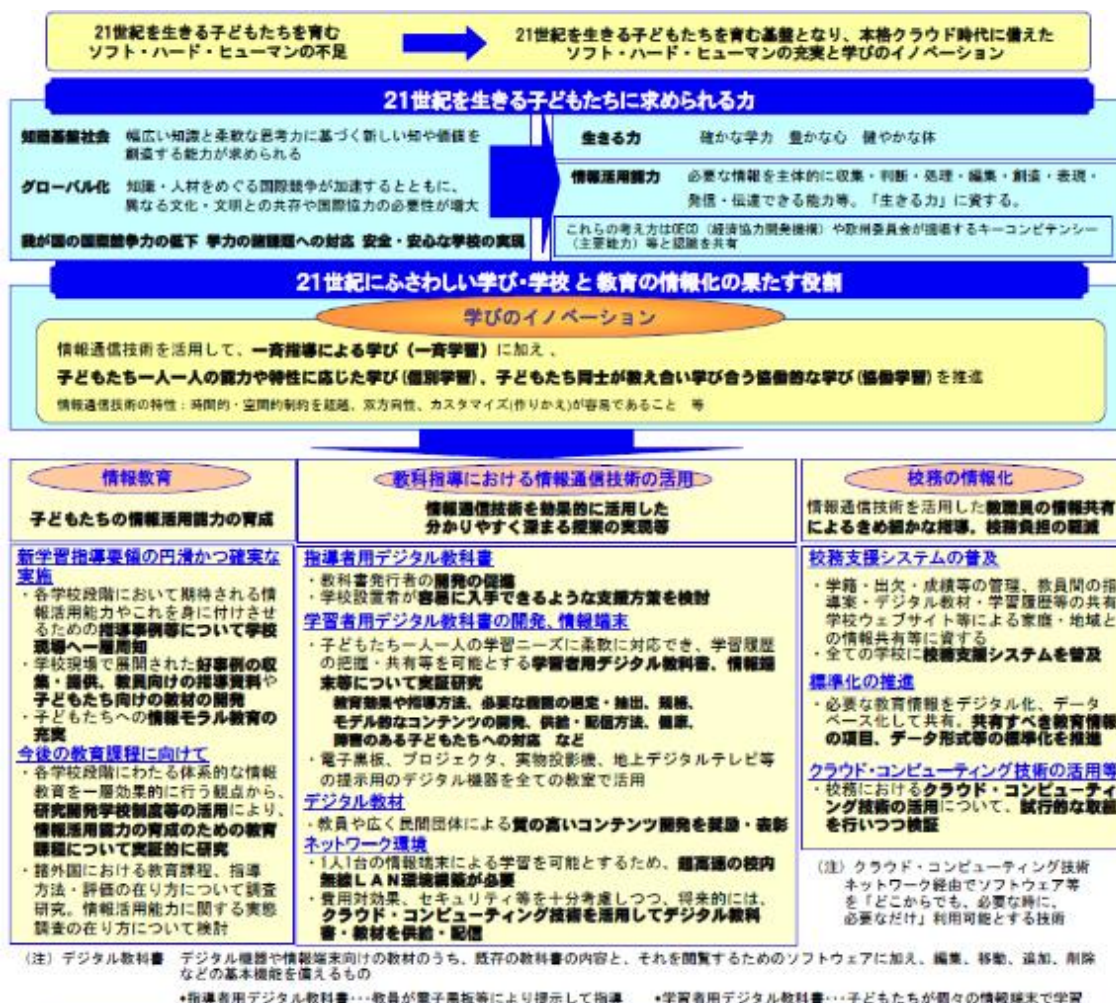 21世紀を生きる子どもたちを育む
ソフト・ハード・ヒューマンの不足
21世紀を生きる子どもたちを育む基盤となり、本格クラウド時代に備えた
ソフト・ハード・ヒューマンの充実と学びのイノベーション
21世紀を生きる子どもたちに求められる力
知識基盤社会　幅広い知識と柔軟な思考力に基づく新しい知や価値を
創造する能力が求められる
グローバル化　知識・人材をめぐる国際競争が加速するとともに、
異なる文化・文明との共存や国際協力の必要性が増大
我が国の国際競争力の低下 学力の諸課題への対応 安全・安心な学校の実現
生きる力　確かな学力　豊かな心　健やかな体
情報活用能力　必要な情報を主体的に収集・判断・処理・編集・創造・表現・
発信・伝達できる能力等。「生きる力」に資する。
これらの考え方はOECD（経済協力開発機構）や欧州委員会が提唱するキーコンピテンシー
（主要能力）等と認識を共有
21世紀にふさわしい学び・学校 と 教育の情報化の果たす役割
学びのイノベーション
情報通信技術を活用して、一斉指導による学び（一斉学習）に加え、
子どもたち一人一人の能力や特性に応じた学び(個別学習)、子どもたち同士が教え合い学び合う協働的な学び(協働学習)を推進
情報通信技術の特性：時間的・空間的制約を超越、双方向性、カスタマイズ(作りかえ)が容易であること　等
情報教育
子どもたちの情報活用能力の育成
新学習指導要領の円滑かつ確実な
実施
・各学校段階において期待される情
報活用能力やこれを身に付けさせ
るための指導事例等について学校
現場へ一層周知
・学校現場で展開された好事例の収
集・提供、教員向けの指導資料や
子どもたち向けの教材の開発
・子どもたちへの情報モラル教育の
充実
今後の教育課程に向けて
・各学校段階にわたる体系的な情報
教育を一層効果的に行う観点から、
研究開発学校制度等の活用により、
情報活用能力の育成のための教育
課程について実証的に研究
・諸外国における教育課程、指導
方法・評価の在り方について調査
研究。情報活用能力に関する実態
調査の在り方について検討
教科指導における情報通信技術の活用
情報通信技術を効果的に活用した
分かりやすく深まる授業の実現等
指導者用デジタル教科書
・教科書発行者の開発の促進
・学校設置者が容易に入手できるような支援方策を検討
学習者用デジタル教科書の開発、情報端末
・子どもたち一人一人の学習ニーズに柔軟に対応でき、学習履歴
の把握・共有等を可能とする学習者用デジタル教科書、情報端
末等について実証研究
教育効果や指導方法、必要な機器の選定・抽出、規格、
モデル的なコンテンツの開発、供給・配信方法、健康、
障害のある子どもたちへの対応　など
・電子黒板、プロジェクタ、実物投影機、地上デジタルテレビ等
の提示用のデジタル機器を全ての教室で活用
デジタル教材
・教員や広く民間団体による質の高いコンテンツ開発を奨励・表彰
ネットワーク環境
・1人1台の情報端末による学習を可能とするため、超高速の校内
無線ＬＡＮ環境構築が必要
・費用対効果、セキュリティ等を十分考慮しつつ、将来的には、
クラウド・コンピューティング技術を活用してデジタル教科
書・教材を供給・配信
校務の情報化
情報通信技術を活用した教職員の情報共有
によるきめ細かな指導、校務負担の軽減
校務支援システムの普及
・学籍・出欠・成績等の管理、教員間の指
導案・デジタル教材・学習履歴等の共有
学校ウェブサイト等による家庭・地域と
の情報共有等に資する
・全ての学校に校務支援システムを普及
標準化の推進
・必要な教育情報をデジタル化、データ
ベース化して共有。共有すべき教育情報
の項目、データ形式等の標準化を推進
クラウド・コンピューティング技術の活用等
・校務におけるクラウド・コンピューティ
ング技術の活用について、試行的な取組
を行いつつ検証
（注）クラウド・コンピューティング技術
ネットワーク経由でソフトウェア等
を「どこからでも、必要な時に、
必要なだけ」利用可能とする技術
（注）デジタル教科書　デジタル機器や情報端末向けの教材のうち、既存の教科書の内容と、それを閲覧するためのソフトウェアに加え、編集、移動、追加、削除
などの基本機能を備えるもの
•指導者用デジタル教科書・・・教員が電子黒板等により提示して指導　•学習者用デジタル教科書・・・子どもたちが個々の情報端末で学習